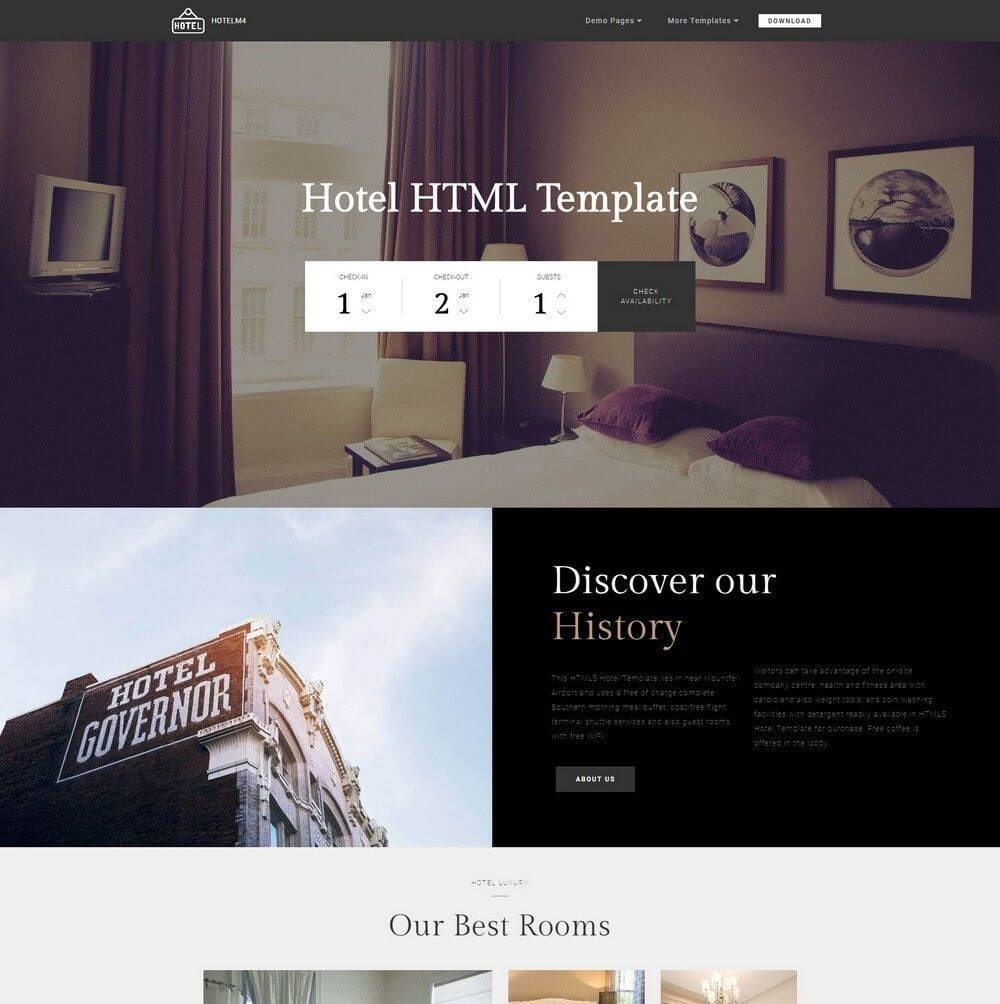 HOTEL
HOTELM4
Demo Pages
More Templates
DOWNLOAD
Hotel HTML Template
CHECK-IN
1 Jan
CHECK-OUT
2 Jan
GUESTS
1
CHECK
AVAILABILITY
HOTEL
GOVERNOR
Discover our
History
This HTML5 Hotel Template lies in near Mountfell
Airport and uses a free of charge complete
Southern morning meal buffet, cost-free flight
terminal shuttle services and also guest rooms
with free WiFi.
Visitors can take advantage of the on-site
company centre, health and fitness area with
cardio and also weight tools, and coin washing
facilities with detergent readily available in HTML5
Hotel Template for purchase. Free coffee is
offered in the lobby.
ABOUT US
HOTEL LUXURY
Our Best Rooms